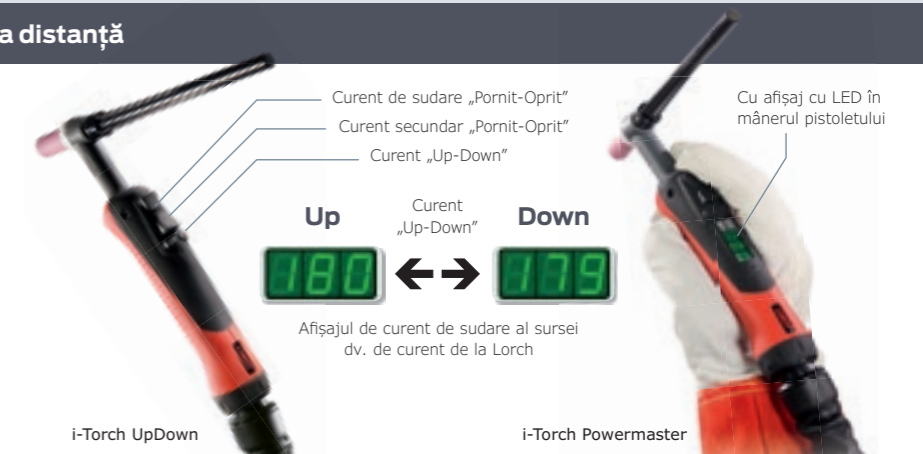 a distanță
Curent de sudare „Pornit-Oprit”
Curent secundar „Pornit-Oprit”
Curent „Up-Down”
Cu afișaj cu LED în
mânerul pistoletului
Up
Curent
„Up-Down”
Down
180
179
Afișajul de curent de sudare al sursei
dv. de curent de la Lorch
i-Torch UpDown
i-Torch Powermaster